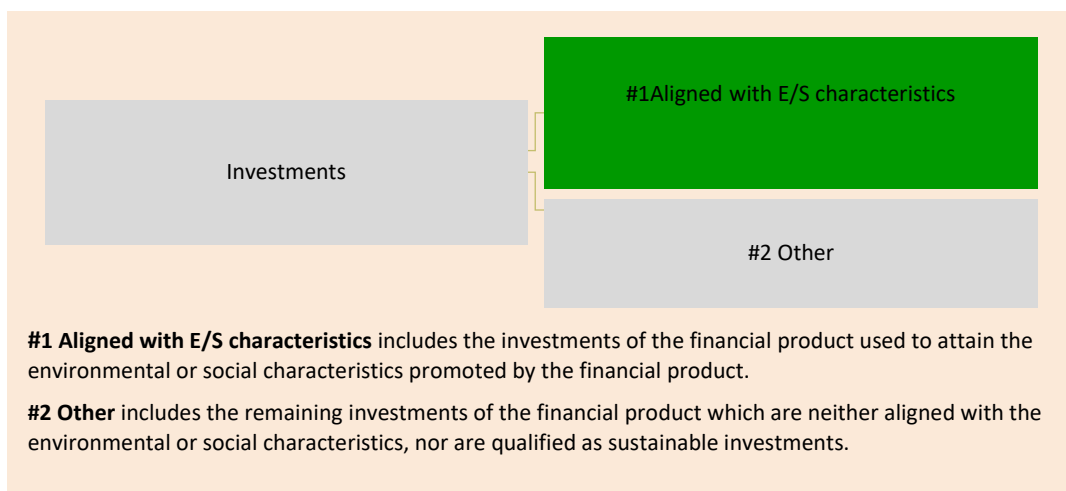 #1Aligned with E/S characteristics
Investments
#2 Other
#1 Aligned with E/S characteristics includes the investments of the financial product used to attain the
environmental or social characteristics promoted by the financial product.
#2 Other includes the remaining investments of the financial product which are neither aligned with the
environmental or social characteristics, nor are qualified as sustainable investments.